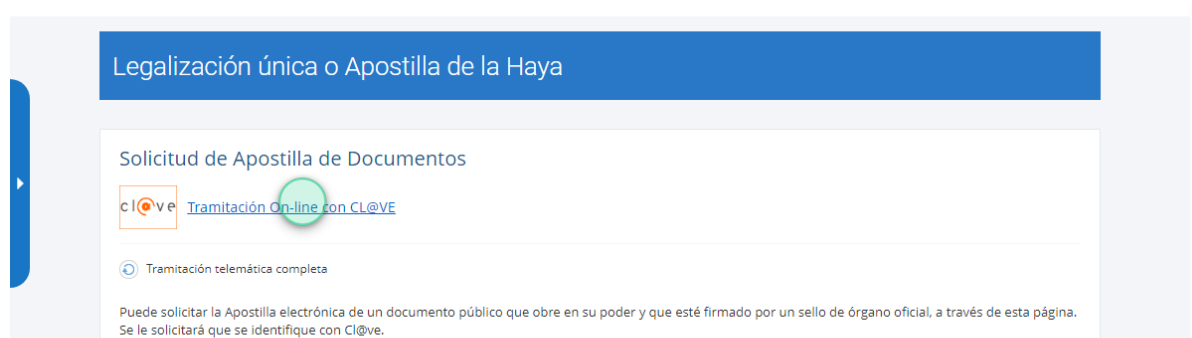 Legalización única o Apostilla de la Haya
Solicitud de Apostilla de Documentos
cl@ve Tramitación On-line con CL@VE
Tramitación telemática completa
Puede solicitar la Apostilla electrónica de un documento público que obre en su poder y que esté firmado por un sello de órgano oficial, a través de esta página.
Se le solicitará que se identifique con Cl@ve.